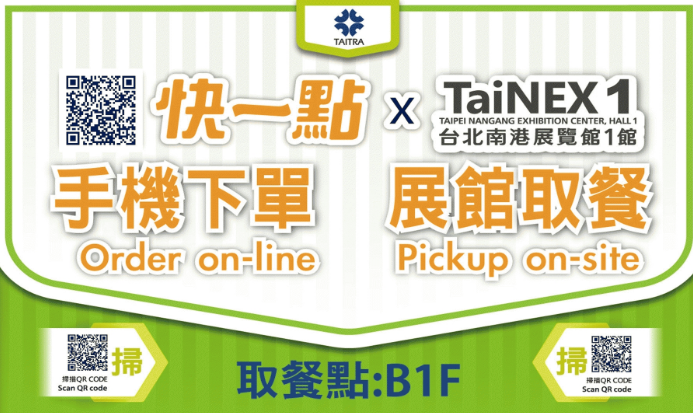 TAITRA
快一點 x TaiNEX 1
TAIPEI NANGANG EXHIBITION CENTER, HALL 1
台北南港展覽館1館
手機下單 展館取餐
Order on-line Pickup on-site
掃 掃
掃描QR CODE
Scan QR code
取餐點:B1F
掃描QR CODE
Scan QR code